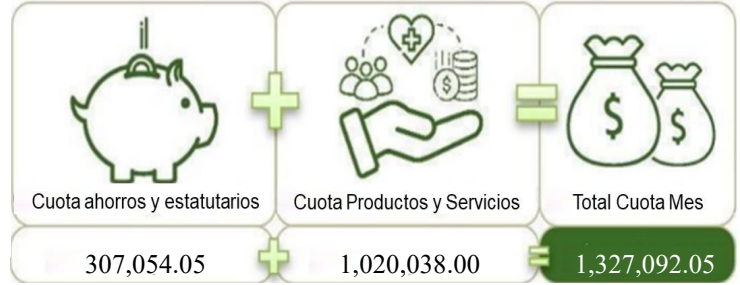 Cuota ahorros y estatutarios
Cuota Productos y Servicios
Total Cuota Mes
307,054.05
1,020,038.00
1,327,092.05